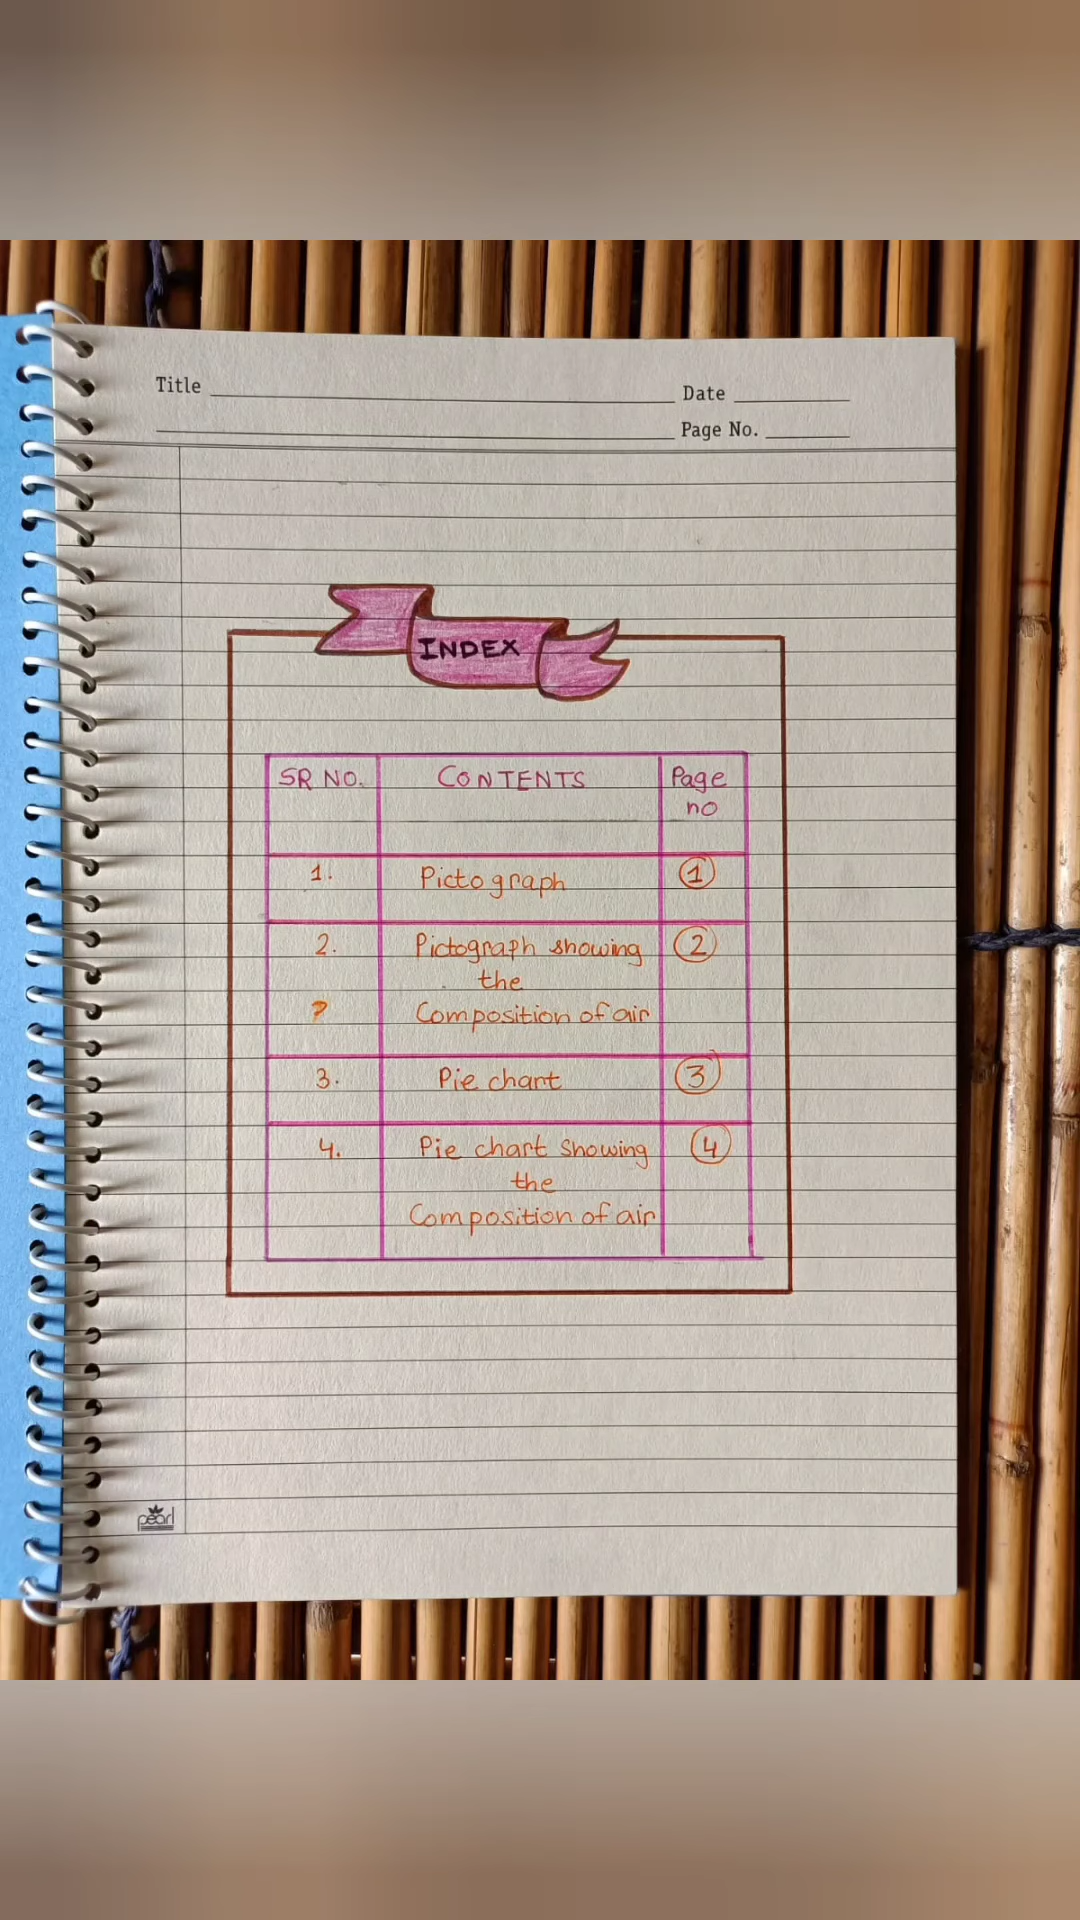 Title Date
Page No.
INDEX
SR NO. CONTENTS Page
no
1. Pictograph 1
2. Pictograph showing 2
the
? Composition of air
3. Pie chart 3
4. Pie chart showing 4
the
Composition of air
pearl